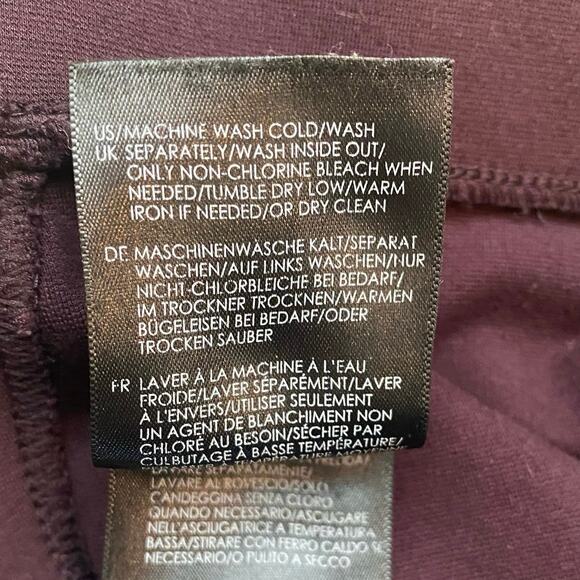 US/MACHINE WASH COLD/WASH
UK SEPARATELY/WASH INSIDE OUT/
ONLY NON-CHLORINE BLEACH WHEN
NEEDED/TUMBLE DRY LOW/WARM
IRON IF NEEDED/OR DRY CLEAN
DE MASCHINENWÄSCHE KALT/SEPARAT
WASCHEN/AUF LINKS WASCHEN/NUR
NICHT-CHLORBLEICHE BEI BEDARF/
IM TROCKNER TROCKNEN/WARMEN
BÜGELEISEN BEI BEDARF/ODER
TROCKEN SAUBER
FR LAVER À LA MACHINE À L'EAU
FROIDE/LAVER SÉPARÉMENT/LAVER
À L'ENVERS/UTILISER SEULEMENT
UN AGENT DE BLANCHIMENT NON
CHLORÉ AU BESOIN/SÉCHER PAR
CULBUTAGE À BASSE TEMPÉRATURE/
SEPARATAMENTE/
LAVARE AL ROVESCIO/SOLO
CANDEGGINA SENZA CLORO
QUANDO NECESSARIO/ASCIUGARE
NELL'ASCIUGATRICE A TEMPERATURA
BASSA/STIRARE CON FERRO CALDO SE
NECESSARIO/O PULITO A SECCO